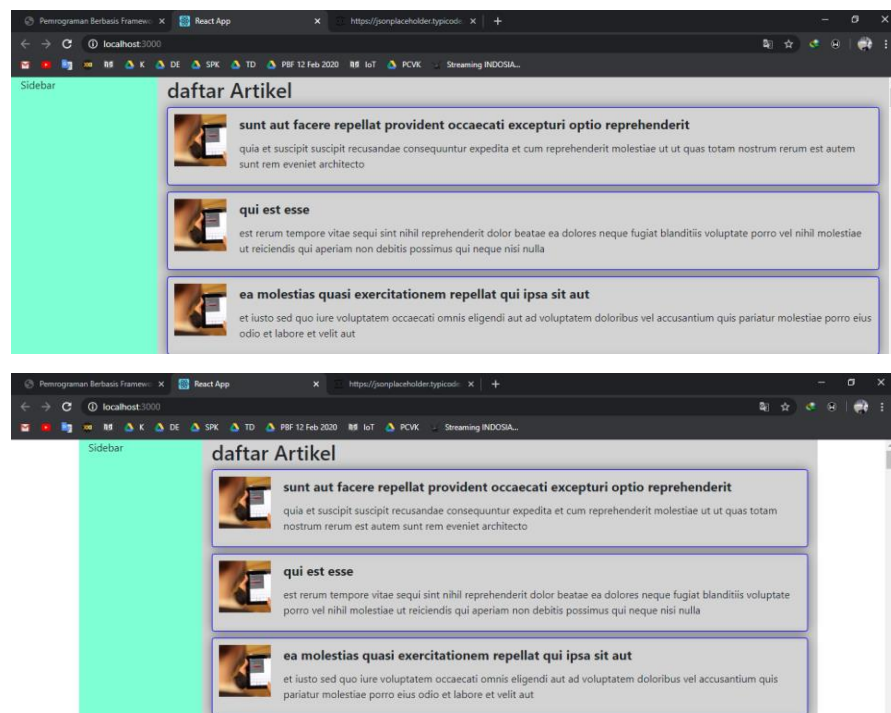 Pemrograman Berbasis Framewo React App https://jsonplaceholder.typicode
localhost:3000
K DE SPK TD PBF 12 Feb 2020 IoT PCVK Streaming INDOSIA...
Sidebar
daftar Artikel
sunt aut facere repellat provident occaecati excepturi optio reprehenderit
quia et suscipit suscipit recusandae consequuntur expedita et cum reprehenderit molestiae ut ut quas totam nostrum rerum est autem
sunt rem eveniet architecto
qui est esse
est rerum tempore vitae sequi sint nihil reprehenderit dolor beatae ea dolores neque fugiat blanditiis voluptate porro vel nihil molestiae
ut reiciendis qui aperiam non debitis possimus qui neque nisi nulla
ea molestias quasi exercitationem repellat qui ipsa sit aut
et iusto sed quo iure voluptatem occaecati omnis eligendi aut ad voluptatem doloribus vel accusantium quis pariatur molestiae porro eius
odio et labore et velit aut
Pemrograman Berbasis Framewo React App https://jsonplaceholder.typicode
localhost:3000
K DE SPK TD PBF 12 Feb 2020 IoT PCVK Streaming INDOSIA...
Sidebar
daftar Artikel
sunt aut facere repellat provident occaecati excepturi optio reprehenderit
quia et suscipit suscipit recusandae consequuntur expedita et cum reprehenderit molestiae ut ut quas totam
nostrum rerum est autem sunt rem eveniet architecto
qui est esse
est rerum tempore vitae sequi sint nihil reprehenderit dolor beatae ea dolores neque fugiat blanditiis voluptate
porro vel nihil molestiae ut reiciendis qui aperiam non debitis possimus qui neque nisi nulla
ea molestias quasi exercitationem repellat qui ipsa sit aut
et iusto sed quo iure voluptatem occaecati omnis eligendi aut ad voluptatem doloribus vel accusantium quis
pariatur molestiae porro eius odio et labore et velit aut